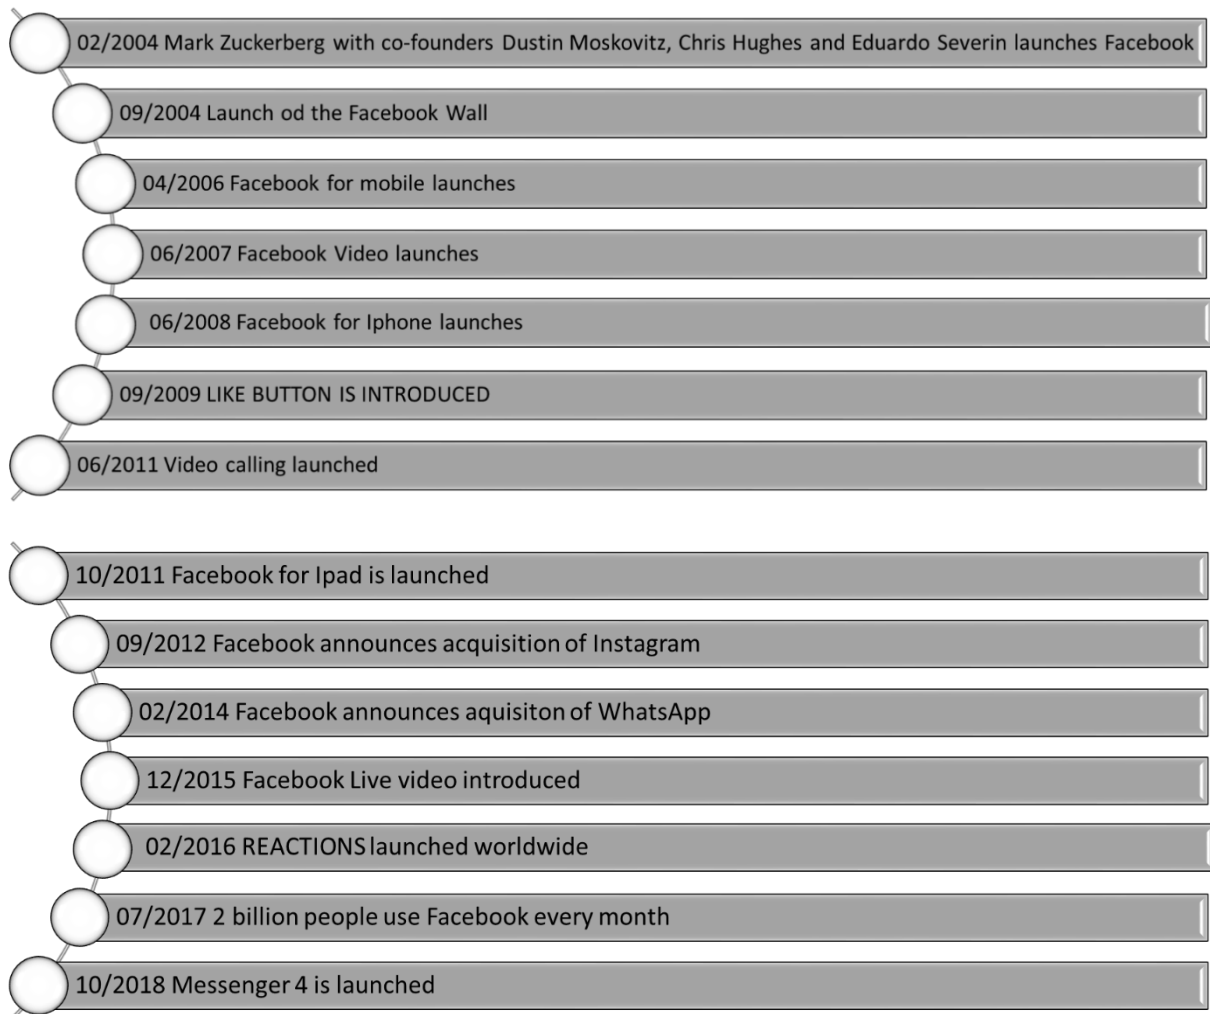 02/2004 Mark Zuckerberg with co-founders Dustin Moskovitz, Chris Hughes and Eduardo Severin launches Facebook
09/2004 Launch od the Facebook Wall
04/2006 Facebook for mobile launches
06/2007 Facebook Video launches
06/2008 Facebook for Iphone launches
09/2009 LIKE BUTTON IS INTRODUCED
06/2011 Video calling launched
10/2011 Facebook for Ipad is launched
09/2012 Facebook announces acquisition of Instagram
02/2014 Facebook announces aquisiton of WhatsApp
12/2015 Facebook Live video introduced
02/2016 REACTIONS launched worldwide
07/2017 2 billion people use Facebook every month
10/2018 Messenger 4 is launched